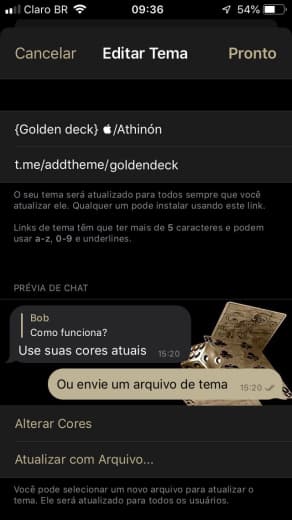 Claro BR 09:36 54%
Cancelar Editar Tema Pronto
{Golden deck} /Athinón
t.me/addtheme/goldendeck
O seu tema será atualizado para todos sempre que você
atualizar ele. Qualquer um pode instalar usando este link.
Links de tema têm que ter mais de 5 caracteres e podem
usar a-z, 0-9 e underlines.
PRÉVIA DE CHAT
Bob
Como funciona?
Use suas cores atuais 15:20
Ou envie um arquivo de tema 15:20
Alterar Cores
Atualizar com Arquivo...
Você pode selecionar um novo arquivo para atualizar o
tema. Ele será atualizado para todos os usuários.